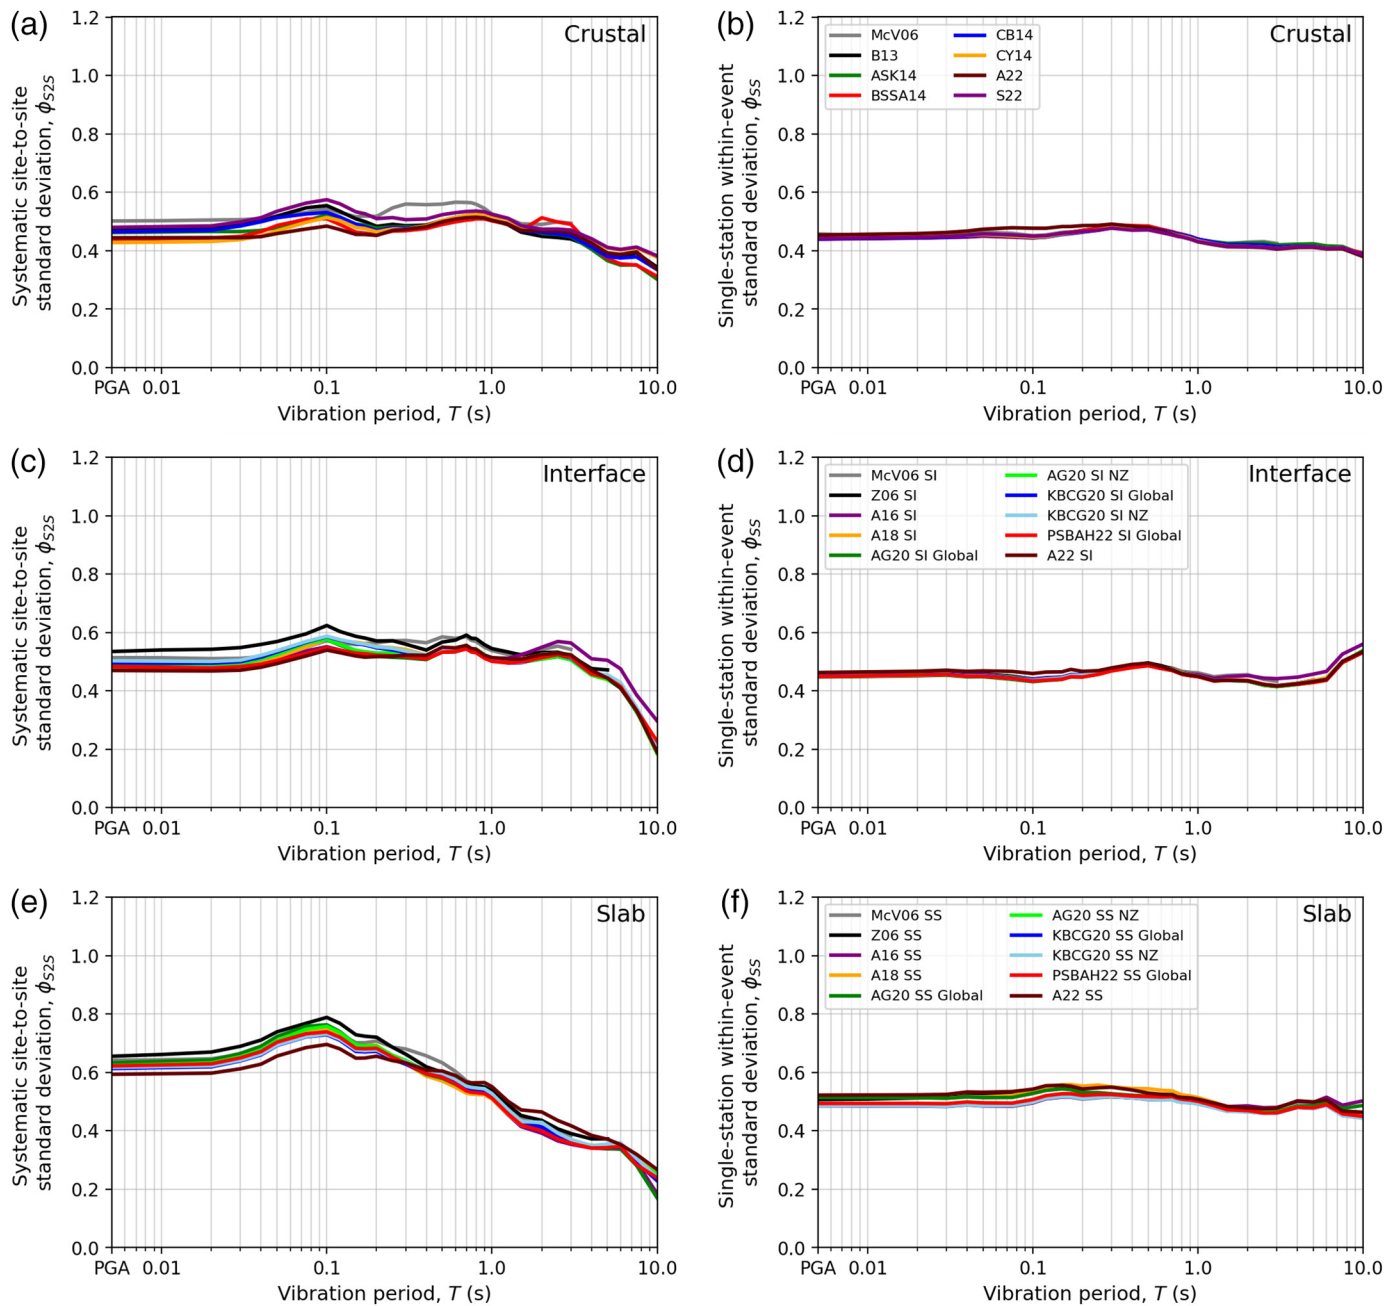 (a)
Crustal
Systematic site-to-site
standard deviation, ϕS2S
1.2
1.0
0.8
0.6
0.4
0.2
0.0
PGA 0.01 0.1 1.0 10.0
Vibration period, T (s)
(b)
Crustal
McV06 CB14
B13 CY14
ASK14 A22
BSSA14 S22
Single-station within-event
standard deviation, ϕSS
1.2
1.0
0.8
0.6
0.4
0.2
0.0
PGA 0.01 0.1 1.0 10.0
Vibration period, T (s)
(c)
Interface
Systematic site-to-site
standard deviation, ϕS2S
1.2
1.0
0.8
0.6
0.4
0.2
0.0
PGA 0.01 0.1 1.0 10.0
Vibration period, T (s)
(d)
Interface
McV06 SI AG20 SI NZ
Z06 SI KBCG20 SI Global
A16 SI KBCG20 SI NZ
A18 SI PSBAH22 SI Global
AG20 SI Global A22 SI
Single-station within-event
standard deviation, ϕSS
1.2
1.0
0.8
0.6
0.4
0.2
0.0
PGA 0.01 0.1 1.0 10.0
Vibration period, T (s)
(e)
Slab
Systematic site-to-site
standard deviation, ϕS2S
1.2
1.0
0.8
0.6
0.4
0.2
0.0
PGA 0.01 0.1 1.0 10.0
Vibration period, T (s)
(f)
Slab
McV06 SS AG20 SS NZ
Z06 SS KBCG20 SS Global
A16 SS KBCG20 SS NZ
A18 SS PSBAH22 SS Global
AG20 SS Global A22 SS
Single-station within-event
standard deviation, ϕSS
1.2
1.0
0.8
0.6
0.4
0.2
0.0
PGA 0.01 0.1 1.0 10.0
Vibration period, T (s)